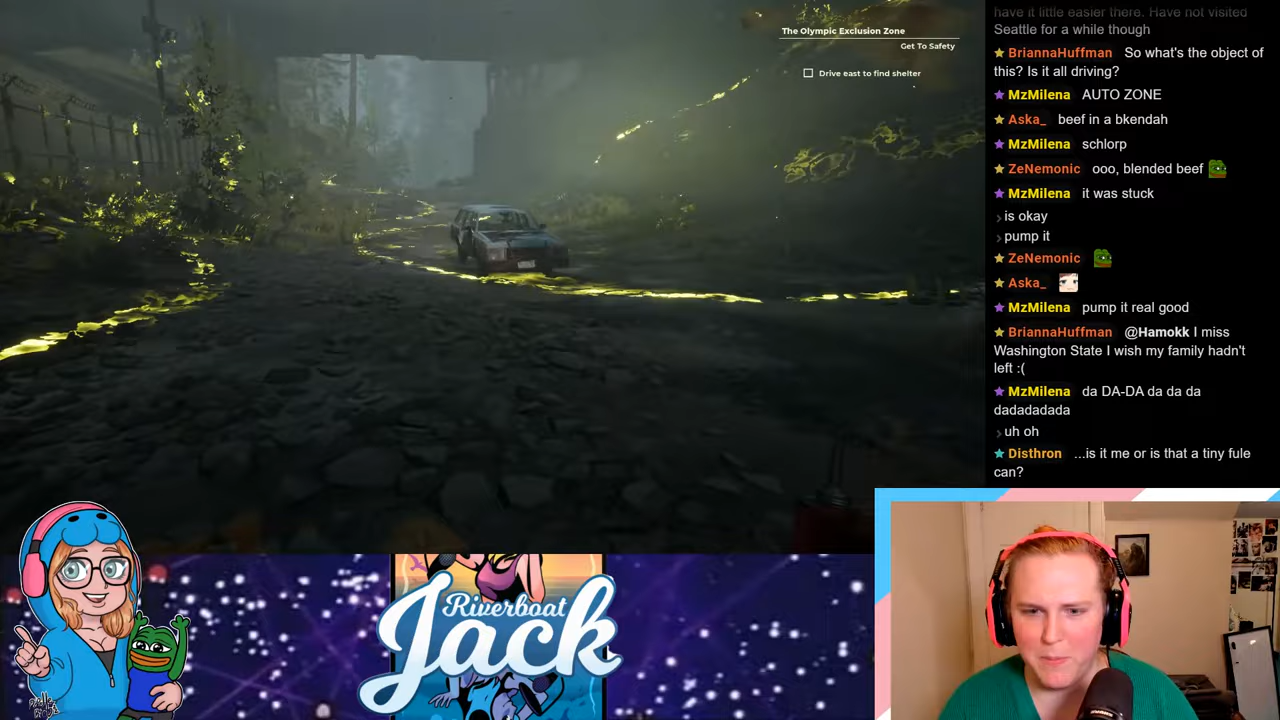 The Olympic Exclusion Zone
Get To Safety
Drive east to find shelter
have it little easier there. Have not visited
Seattle for a while though
BriannaHuffman So what's the object of
this? Is it all driving?
MzMilena AUTO ZONE
Aska_ beef in a bkendah
MzMilena schlorp
ZeNemonic ooo, blended beef
MzMilena it was stuck
is okay
pump it
ZeNemonic
Aska_
MzMilena pump it real good
BriannaHuffman @Hamokk I miss
Washington State I wish my family hadn't
left :(
MzMilena da DA-DA da da da
dadadadada
uh oh
Disthron ...is it me or is that a tiny fule
can?
Riverboat
Jack